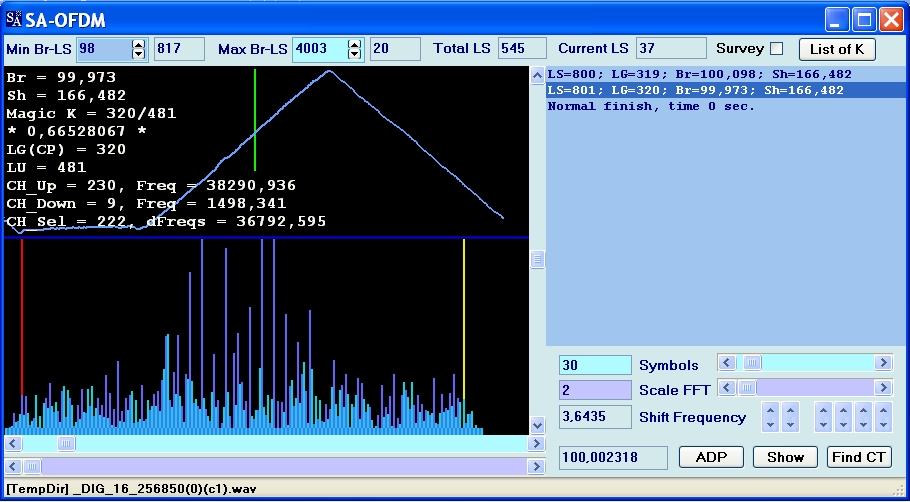 SA SA-OFDM
Min Br-LS 98 817 Max Br-LS 4003 20 Total LS 545 Current LS 37 Survey List of K
Br = 99,973
Sh = 166,482
Magic K = 320/481
* 0,66528067 *
LG(CP) = 320
LU = 481
CH_Up = 230, Freq = 38290,936
CH_Down = 9, Freq = 1498,341
CH_Sel = 222, dFreqs = 36792,595
LS=800; LG=319; Br=100,098; Sh=166,482
LS=801; LG=320; Br=99,973; Sh=166,482
Normal finish, time 0 sec.
30 Symbols
2 Scale FFT
3,6435 Shift Frequency
100,002318 ADP Show Find CT
[TempDir] _DIG_16_256850(0)(c1).wav